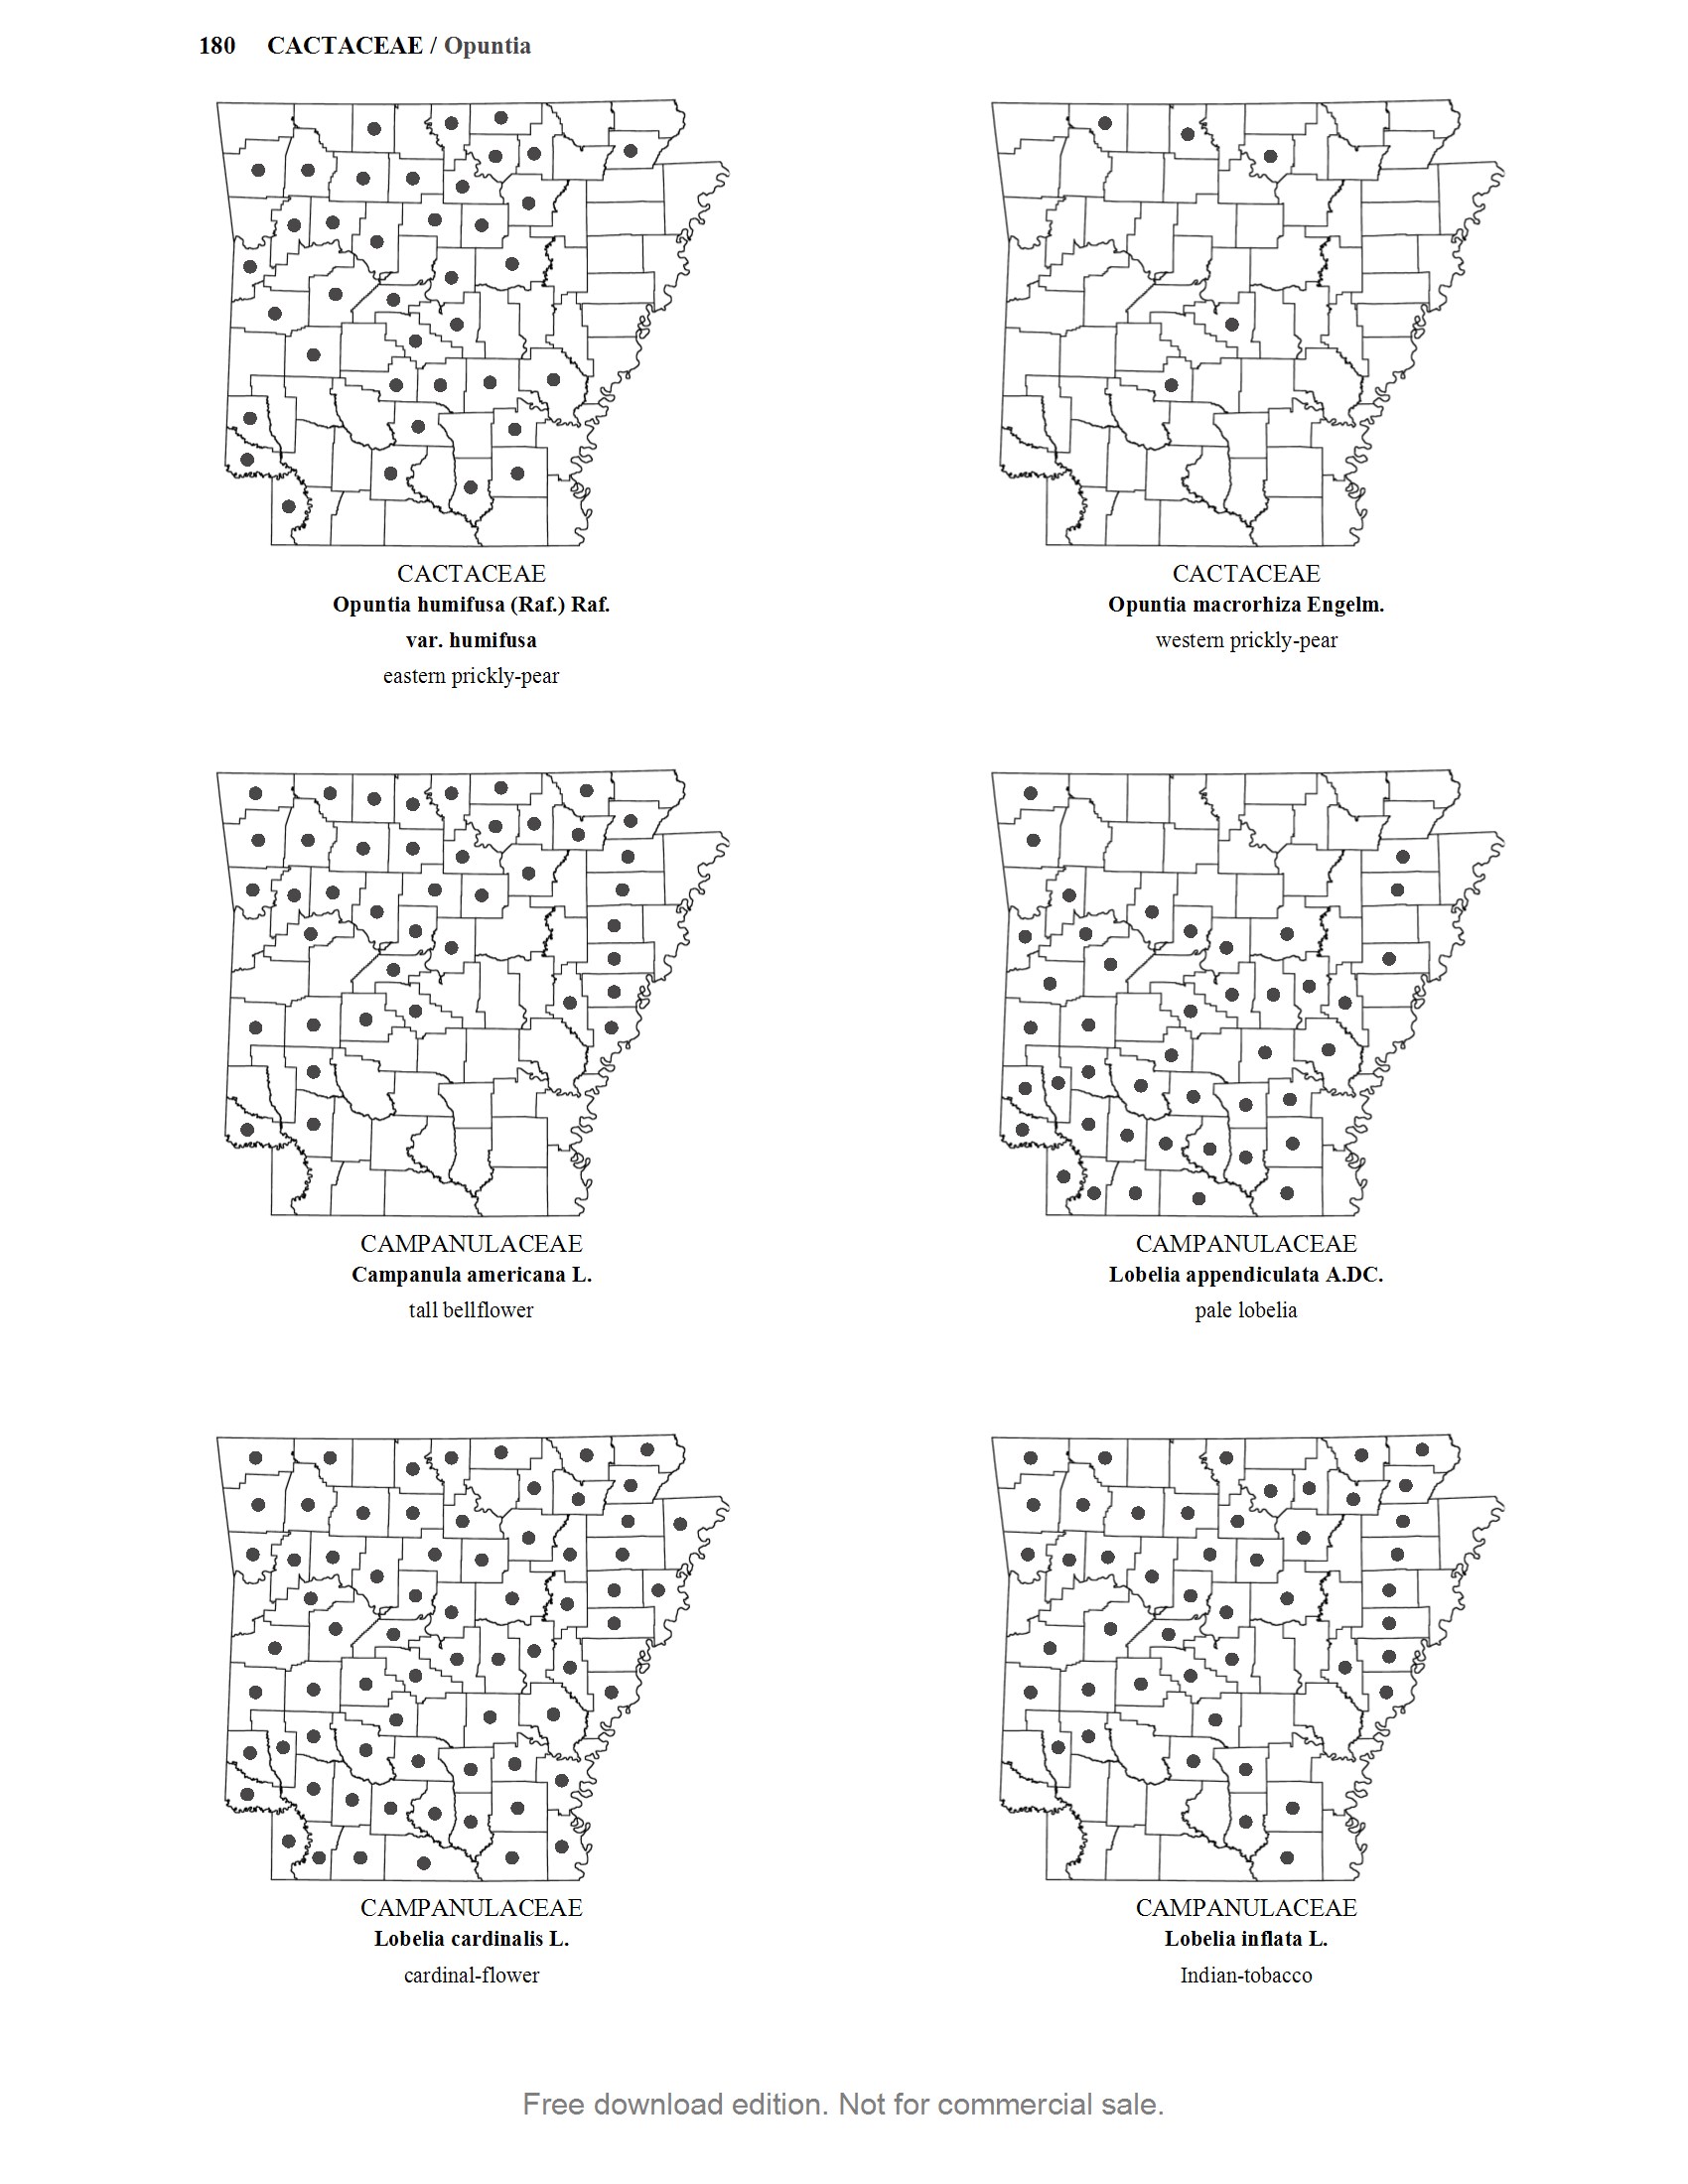 180 CACTACEAE / Opuntia
CACTACEAE
Opuntia humifusa (Raf.) Raf.
var. humifusa
eastern prickly-pear
CACTACEAE
Opuntia macrorhiza Engelm.
western prickly-pear
CAMPANULACEAE
Campanula americana L.
tall bellflower
CAMPANULACEAE
Lobelia appendiculata A.DC.
pale lobelia
CAMPANULACEAE
Lobelia cardinalis L.
cardinal-flower
CAMPANULACEAE
Lobelia inflata L.
Indian-tobacco
Free download edition. Not for commercial sale.